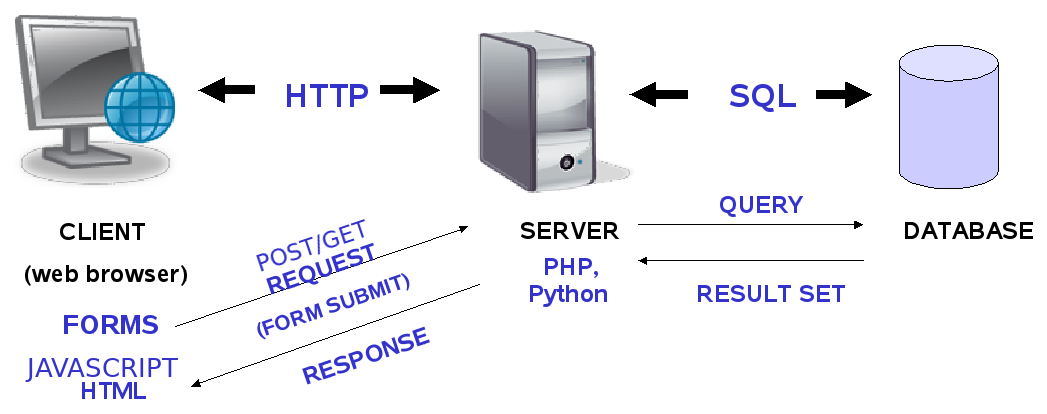 HTTP
SQL
CLIENT
(web browser)
FORMS
JAVASCRIPT
HTML
POST/GET
REQUEST
(FORM SUBMIT)
RESPONSE
SERVER
PHP,
Python
QUERY
RESULT SET
DATABASE